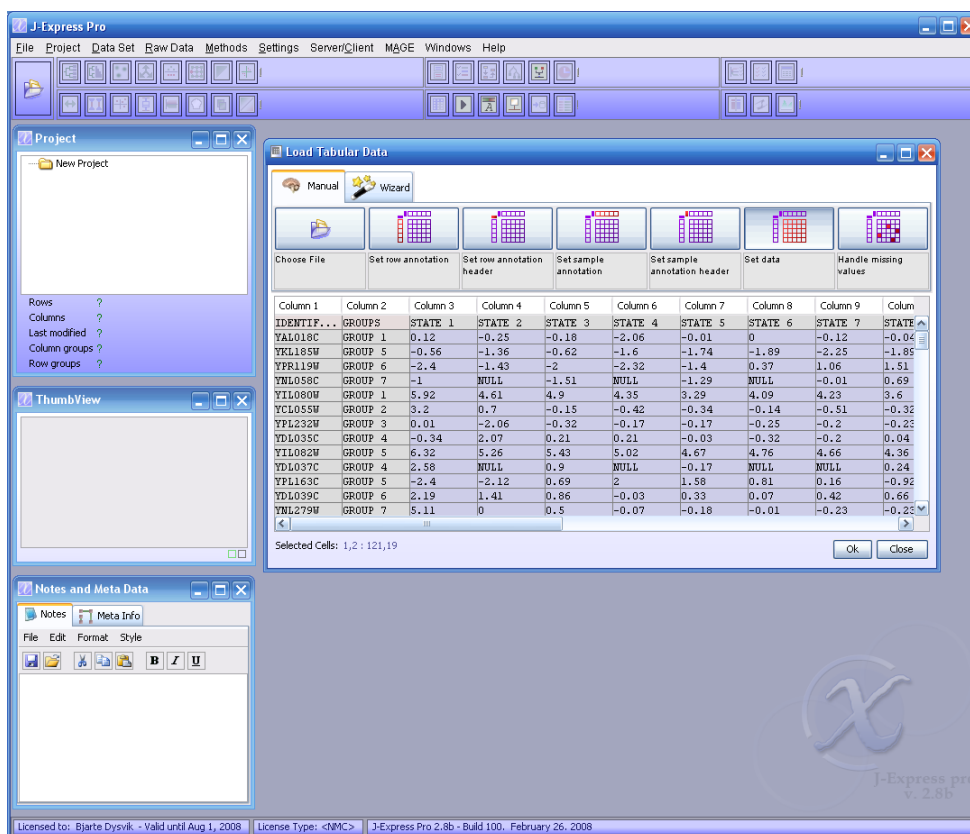 J-Express Pro
File Project Data Set Raw Data Methods Settings Server/Client MAGE Windows Help
Project
New Project
Rows ?
Columns ?
Last modified ?
Column groups ?
Row groups ?
ThumbView
Notes and Meta Data
Notes Meta Info
File Edit Format Style
B I U
Load Tabular Data
Manual Wizard
Choose File Set row annotation Set row annotation header Set sample annotation Set sample annotation header Set data Handle missing values
Column 1 Column 2 Column 3 Column 4 Column 5 Column 6 Column 7 Column 8 Column 9 Colum
IDENTIF... GROUPS STATE 1 STATE 2 STATE 3 STATE 4 STATE 5 STATE 6 STATE 7 STATE
YAL018C GROUP 1 0.12 -0.25 -0.18 -2.06 -0.01 0 -0.12 -0.04
YKL185W GROUP 5 -0.56 -1.36 -0.62 -1.6 -1.74 -1.89 -2.25 -1.89
YPR119W GROUP 6 -2.4 -1.43 -2 -2.32 -1.4 0.37 1.06 1.51
YNL058C GROUP 7 -1 NULL -1.51 NULL -1.29 NULL -0.01 0.69
YIL080W GROUP 1 5.92 4.61 4.9 4.35 3.29 4.09 4.23 3.6
YCL055W GROUP 2 3.2 0.7 -0.15 -0.42 -0.34 -0.14 -0.51 -0.32
YPL232W GROUP 3 0.01 -2.06 -0.32 -0.17 -0.17 -0.25 -0.2 -0.23
YDL035C GROUP 4 -0.34 2.07 0.21 0.21 -0.03 -0.32 -0.2 0.04
YIL082W GROUP 5 6.32 5.26 5.43 5.02 4.67 4.76 4.66 4.36
YDL037C GROUP 4 2.58 NULL 0.9 NULL -0.17 NULL NULL 0.24
YPL163C GROUP 5 -2.4 -2.12 0.69 2 1.58 0.81 0.16 -0.92
YDL039C GROUP 6 2.19 1.41 0.86 -0.03 0.33 0.07 0.42 0.66
YNL279W GROUP 7 5.11 0 0.5 -0.07 -0.18 -0.01 -0.23 -0.23
Selected Cells: 1,2 : 121,19
Ok Close
J-Express pro
v. 2.8b
Licensed to: Bjarte Dysvik - Valid until Aug 1, 2008 License Type: <NMC> J-Express Pro 2.8b - Build 100. February 26. 2008